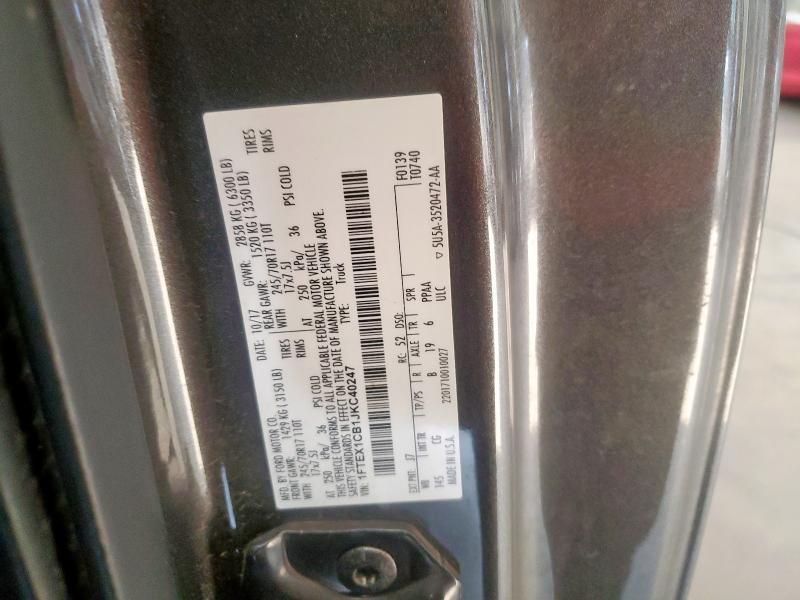 MFD. BY FORD MOTOR CO.
DATE: 10/17 GVWR: 2858 KG ( 6300 LB)
FRONT GAWR: 1429 KG ( 3150 LB) REAR GAWR: 1520 KG ( 3350 LB)
WITH 245/70R17 110T TIRES WITH 245/70R17 110T TIRES
17x7.5J RIMS 17x7.5J RIMS
AT 250 kPa/ 36 PSI COLD AT 250 kPa/ 36 PSI COLD
THIS VEHICLE CONFORMS TO ALL APPLICABLE FEDERAL MOTOR VEHICLE
SAFETY STANDARDS IN EFFECT ON THE DATE OF MANUFACTURE SHOWN ABOVE.
VIN: 1FTEX1CB1JKC40247 TYPE: Truck
F0139
EXT PNT: J7 RC: 52 DSO: T0740
WB INT TR TP/PS R AXLE TR SPR
145 CG B 19 6 PPAA
MADE IN U.S.A. 2201710010027 ULC ▽ 5U5A-3520472-AA